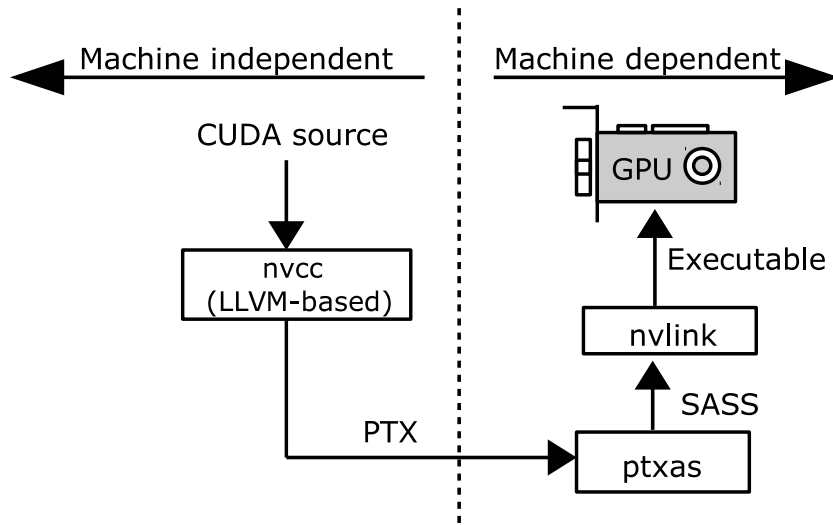 Machine independent
Machine dependent
CUDA source
GPU
nvcc
(LLVM-based)
Executable
nvlink
SASS
PTX
ptxas